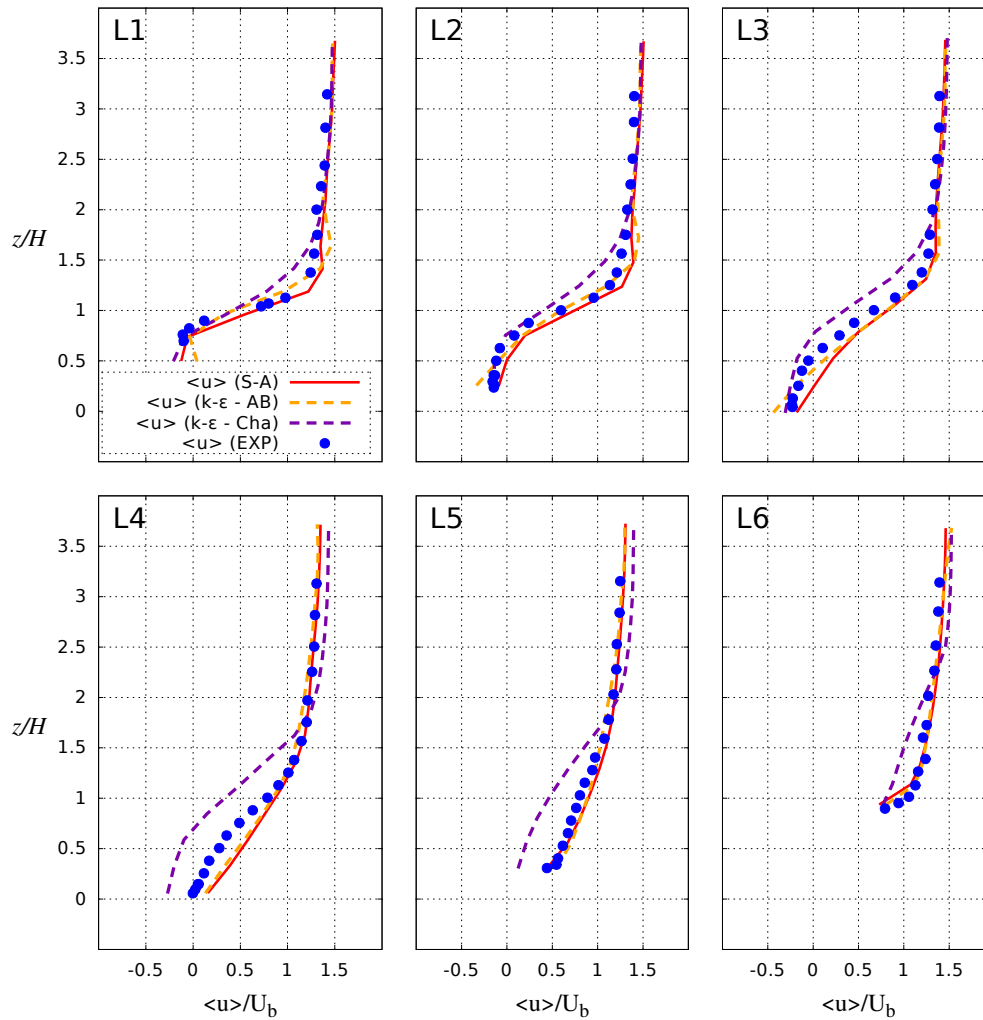 L1
L2
L3
3.5
3
2.5
2
1.5
1
0.5
0
z/H
<u> (S-A)
<u> (k-ε - AB)
<u> (k-ε - Cha)
<u> (EXP)
L4
L5
L6
3.5
3
2.5
2
1.5
1
0.5
0
z/H
-0.5 0 0.5 1 1.5
-0.5 0 0.5 1 1.5
-0.5 0 0.5 1 1.5
<u>/U_b
<u>/U_b
<u>/U_b